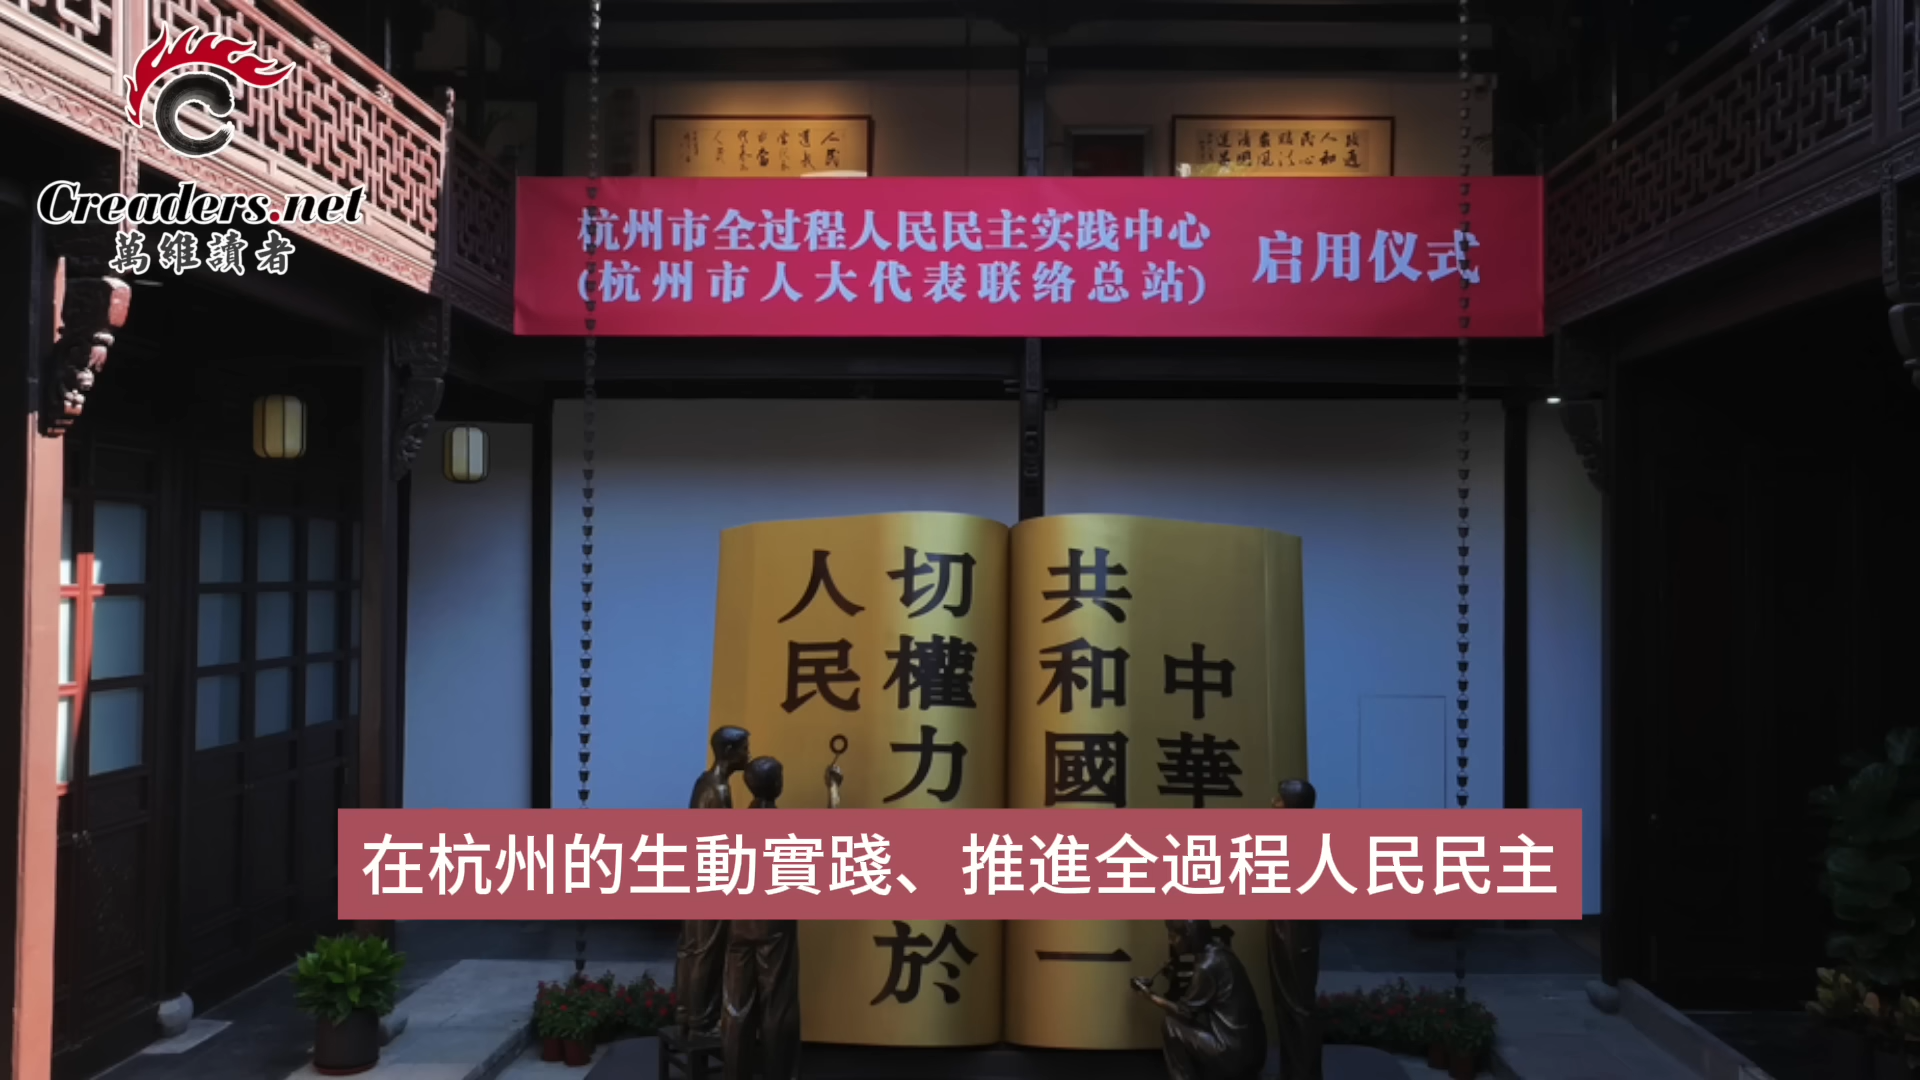 Creaders.net
萬維讀者
杭州市全过程人民民主实践中心
(杭州市人大代表联络总站)
启用仪式
中華
共和國一
切權力於
人民。
在杭州的生動實踐、推進全過程人民民主